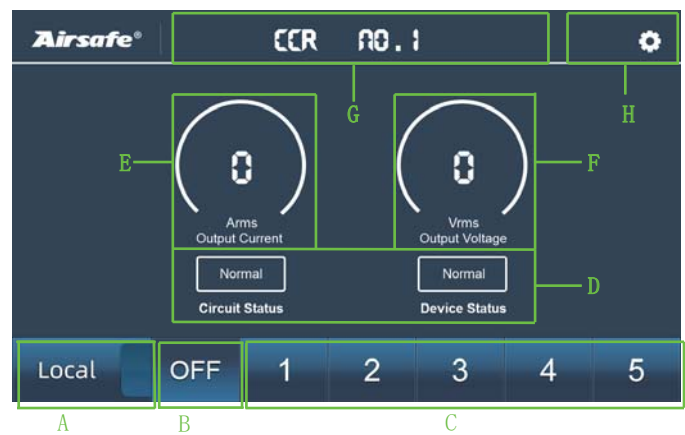 Airsafe® CCR NO.1
G H
E 0 0 F
Arms Vrms
Output Current Output Voltage
Normal Normal D
Circuit Status Device Status
Local OFF 1 2 3 4 5
A B C